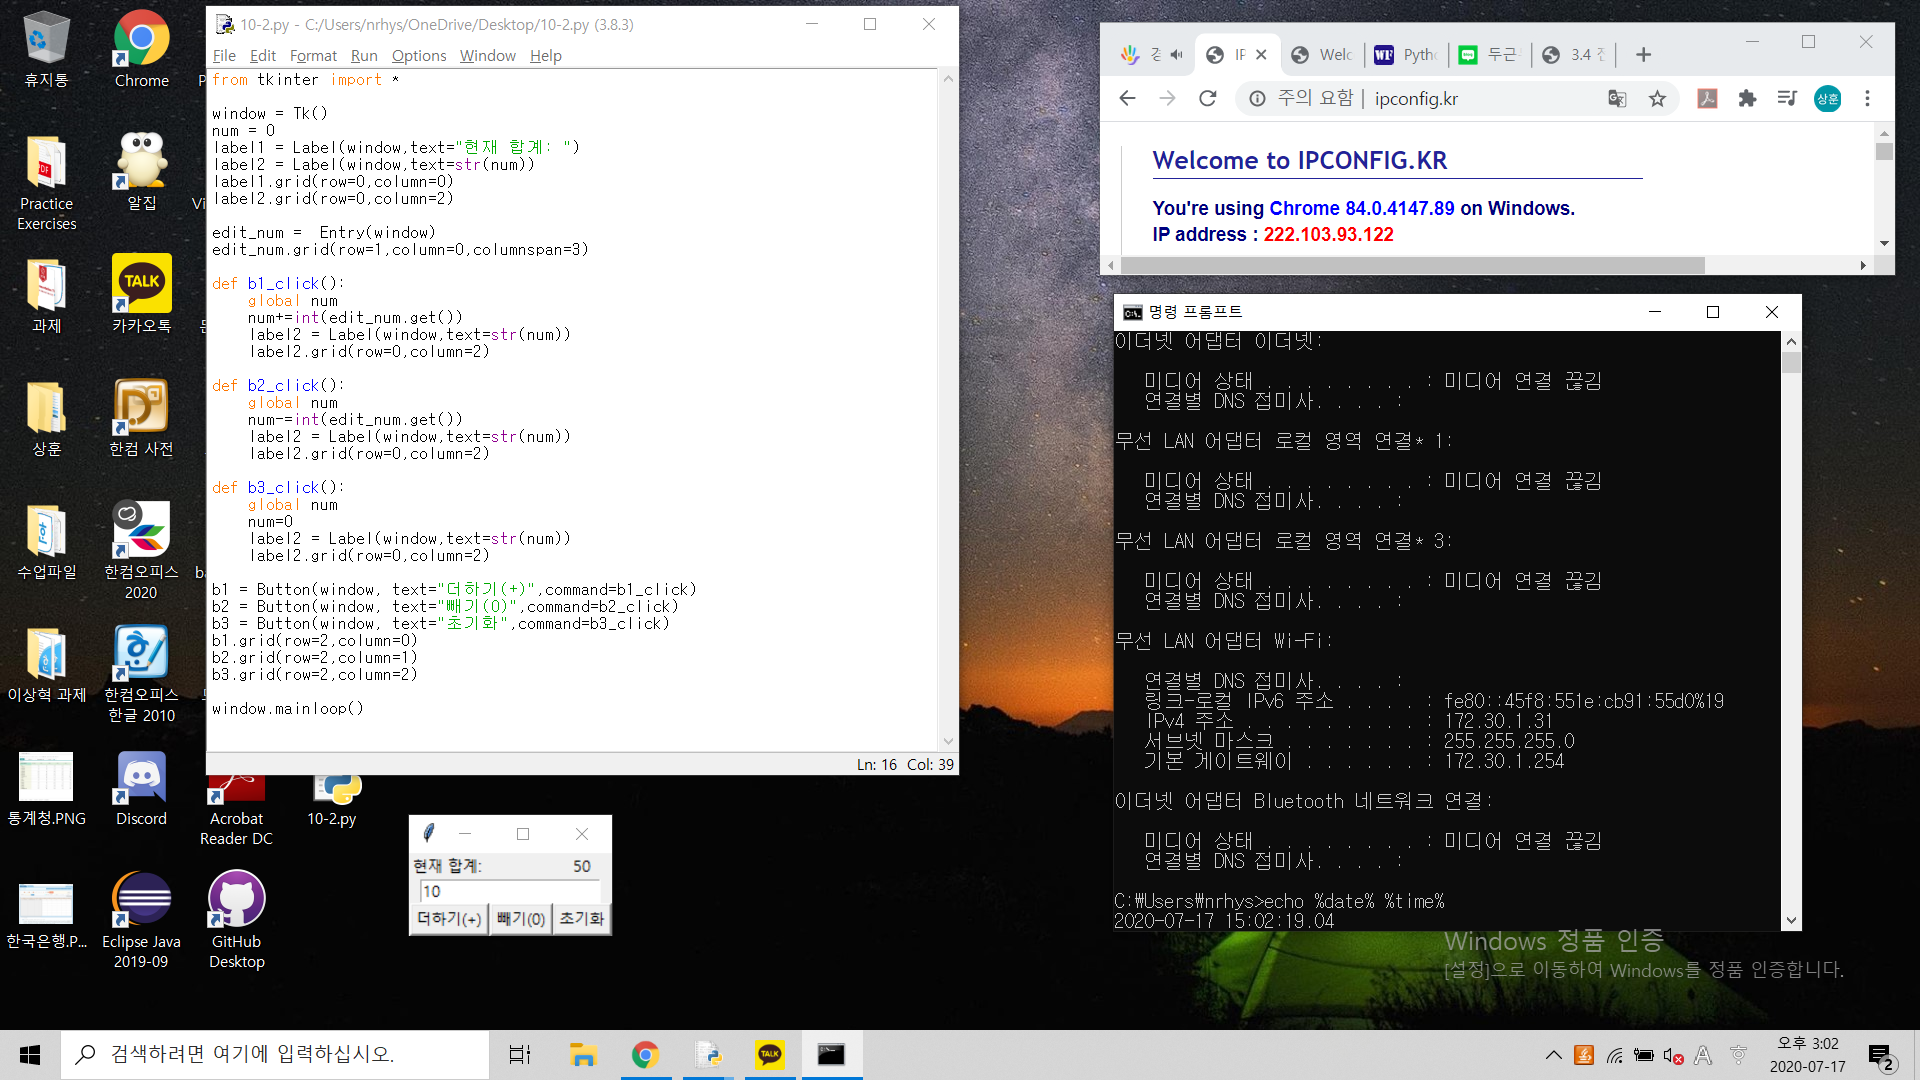 휴지통
Chrome
Practice
Exercises
알집
과제
TALK
카카오톡
상훈
한컴 사전
수업파일
한컴오피스
2020
이상혁 과제
한컴오피스
한글 2010
통계청.PNG
Discord
Acrobat
Reader DC
10-2.py
한국은행.P...
Eclipse Java
2019-09
GitHub
Desktop
10-2.py - C:/Users/nrhys/OneDrive/Desktop/10-2.py (3.8.3)
File Edit Format Run Options Window Help
from tkinter import *
window = Tk()
num = 0
label1 = Label(window,text="현재 합계: ")
label2 = Label(window,text=str(num))
label1.grid(row=0,column=0)
label2.grid(row=0,column=2)
edit_num =  Entry(window)
edit_num.grid(row=1,column=0,columnspan=3)
def b1_click():
    global num
    num+=int(edit_num.get())
    label2 = Label(window,text=str(num))
    label2.grid(row=0,column=2)
def b2_click():
    global num
    num-=int(edit_num.get())
    label2 = Label(window,text=str(num))
    label2.grid(row=0,column=2)
def b3_click():
    global num
    num=0
    label2 = Label(window,text=str(num))
    label2.grid(row=0,column=2)
b1 = Button(window, text="더하기(+)",command=b1_click)
b2 = Button(window, text="빼기(0)",command=b2_click)
b3 = Button(window, text="초기화",command=b3_click)
b1.grid(row=2,column=0)
b2.grid(row=2,column=1)
b3.grid(row=2,column=2)
window.mainloop()
Ln: 16 Col: 39
현재 합계: 50
10
더하기(+) 빼기(0) 초기화
IP Welc Pyth 두근 3.4
주의 요함 | ipconfig.kr
상훈
Welcome to IPCONFIG.KR
You're using Chrome 84.0.4147.89 on Windows.
IP address : 222.103.93.122
명령 프롬프트
이더넷 어댑터 이더넷:
미디어 상태 . . . . . . . . : 미디어 연결 끊김
연결별 DNS 접미사. . . . :
무선 LAN 어댑터 로컬 영역 연결* 1:
미디어 상태 . . . . . . . . : 미디어 연결 끊김
연결별 DNS 접미사. . . . :
무선 LAN 어댑터 로컬 영역 연결* 3:
미디어 상태 . . . . . . . . : 미디어 연결 끊김
연결별 DNS 접미사. . . . :
무선 LAN 어댑터 Wi-Fi:
연결별 DNS 접미사. . . . :
링크-로컬 IPv6 주소 . . . . : fe80::45f8:551e:cb91:55d0%19
IPv4 주소 . . . . . . . . . : 172.30.1.31
서브넷 마스크 . . . . . . . : 255.255.255.0
기본 게이트웨이 . . . . . . : 172.30.1.254
이더넷 어댑터 Bluetooth 네트워크 연결:
미디어 상태 . . . . . . . . : 미디어 연결 끊김
연결별 DNS 접미사. . . . :
C:\Users\nrhys>echo %date% %time%
2020-07-17 15:02:19.04
Windows 정품 인증
[설정]으로 이동하여 Windows를 정품 인증합니다.
검색하려면 여기에 입력하십시오.
TALK
A
오후 3:02
2020-07-17
2